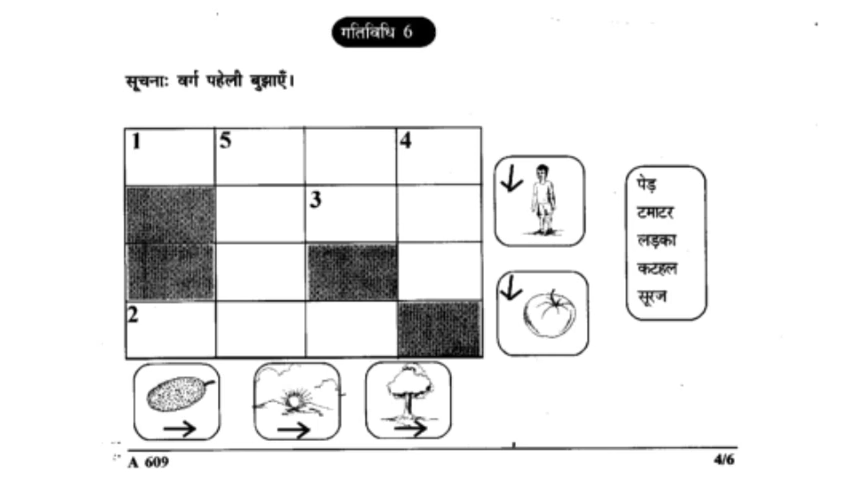 गतिविधि 6
सूचनाः वर्ग पहेली बुझाएँ।
1 5 4
3
2
पेड़
टमाटर
लड़का
कटहल
सूरज
A 609
4/6